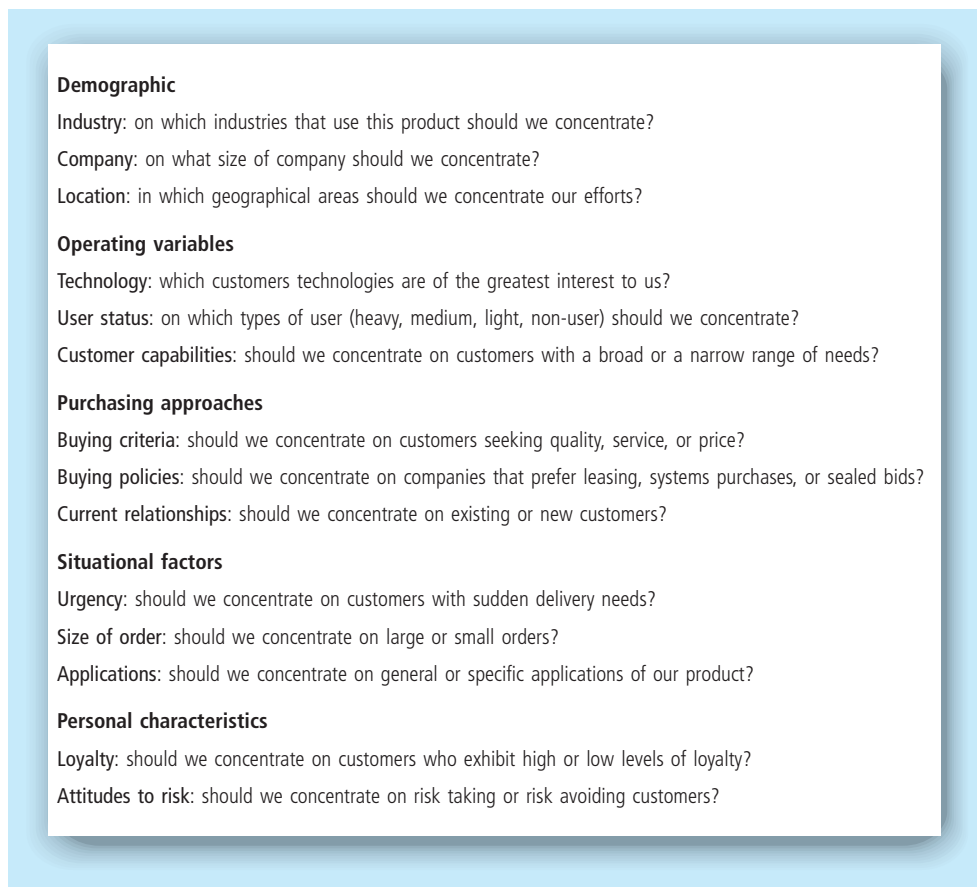 Demographic
Industry: on which industries that use this product should we concentrate?
Company: on what size of company should we concentrate?
Location: in which geographical areas should we concentrate our efforts?
Operating variables
Technology: which customers technologies are of the greatest interest to us?
User status: on which types of user (heavy, medium, light, non-user) should we concentrate?
Customer capabilities: should we concentrate on customers with a broad or a narrow range of needs?
Purchasing approaches
Buying criteria: should we concentrate on customers seeking quality, service, or price?
Buying policies: should we concentrate on companies that prefer leasing, systems purchases, or sealed bids?
Current relationships: should we concentrate on existing or new customers?
Situational factors
Urgency: should we concentrate on customers with sudden delivery needs?
Size of order: should we concentrate on large or small orders?
Applications: should we concentrate on general or specific applications of our product?
Personal characteristics
Loyalty: should we concentrate on customers who exhibit high or low levels of loyalty?
Attitudes to risk: should we concentrate on risk taking or risk avoiding customers?